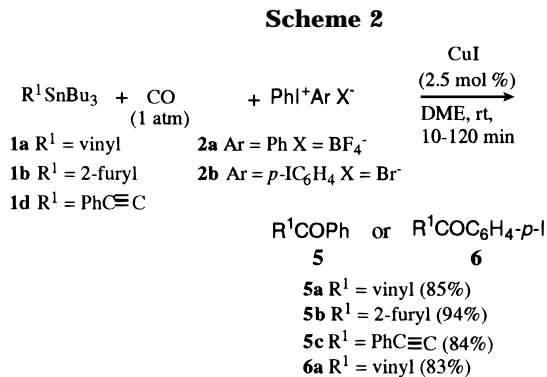 Scheme 2
CuI
(2.5 mol %)
R¹SnBu₃ + CO + PhI⁺Ar X⁻
(1 atm)
DME, rt,
10-120 min
1a R¹ = vinyl 2a Ar = Ph X = BF₄⁻
1b R¹ = 2-furyl 2b Ar = p-IC₆H₄ X = Br⁻
1d R¹ = PhC≡C
R¹COPh or R¹COC₆H₄-p-I
5 6
5a R¹ = vinyl (85%)
5b R¹ = 2-furyl (94%)
5c R¹ = PhC≡C (84%)
6a R¹ = vinyl (83%)